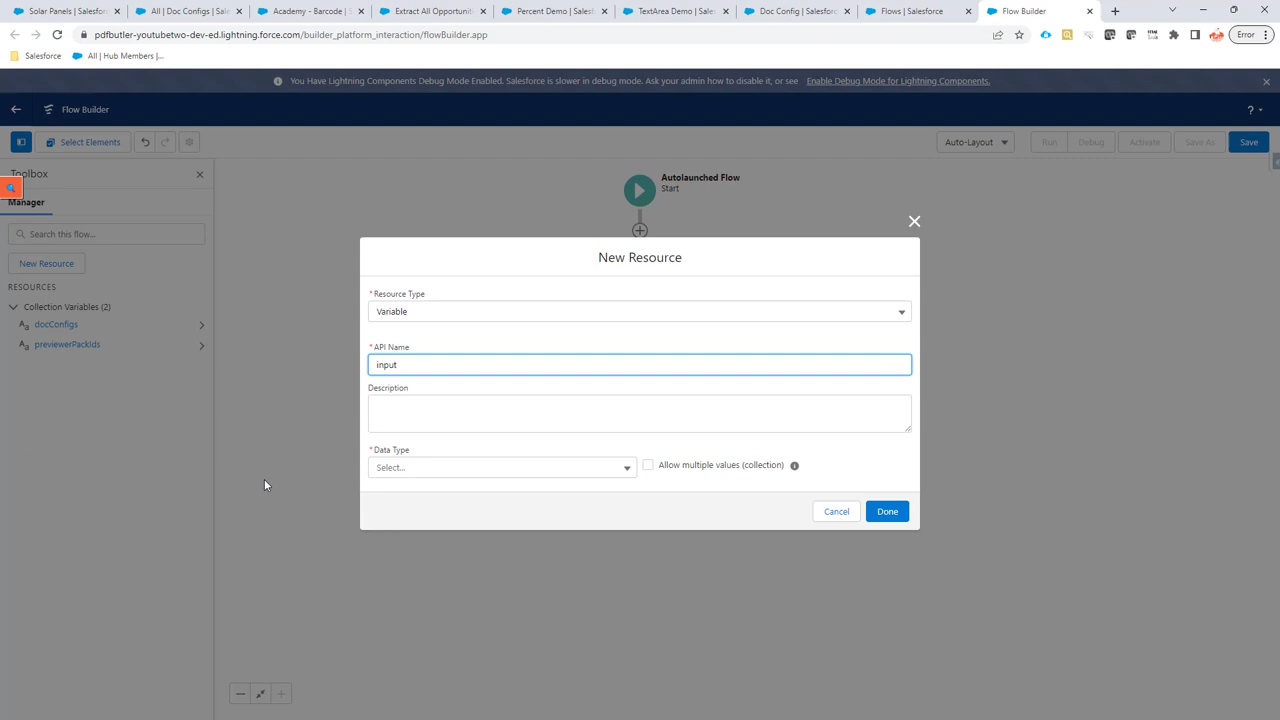 Solar Panels | Salesforc
All | Doc Configs | Sales
Academy - Barcode | S
Extract All Opportuniti
Percent Demo | Salesf
TextArea Demo | Sales
Doc Config | Salesforc
Flows | Salesforce
Flow Builder
pdfbutler-youtubetwo-dev-ed.lightning.force.com/builder_platform_interaction/flowBuilder.app
Error
Salesforce
All | Hub Members |...
You Have Lightning Components Debug Mode Enabled. Salesforce is slower in debug mode. Ask your admin how to disable it, or see Enable Debug Mode for Lightning Components.
Flow Builder
?
Select Elements
Auto-Layout
Run
Debug
Activate
Save As
Save
Toolbox
Manager
Search this flow...
New Resource
RESOURCES
Collection Variables (2)
docConfigs
previewerPackIds
Autolaunched Flow
Start
New Resource
*Resource Type
Variable
*API Name
input
Description
*Data Type
Select...
Allow multiple values (collection)
Cancel
Done